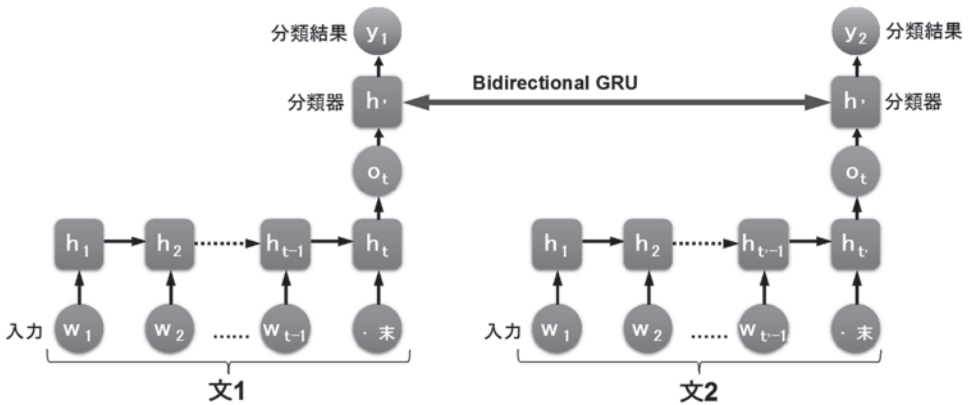 分類結果 y1 y2 分類結果
Bidirectional GRU
分類器 h' h' 分類器
ot ot
h1 h2 ht-1 ht h1 h2 ht'-1 ht'
入力 w1 w2 ...... wt-1 . 末 入力 w1 w2 ...... wt'-1 . 末
文1 文2